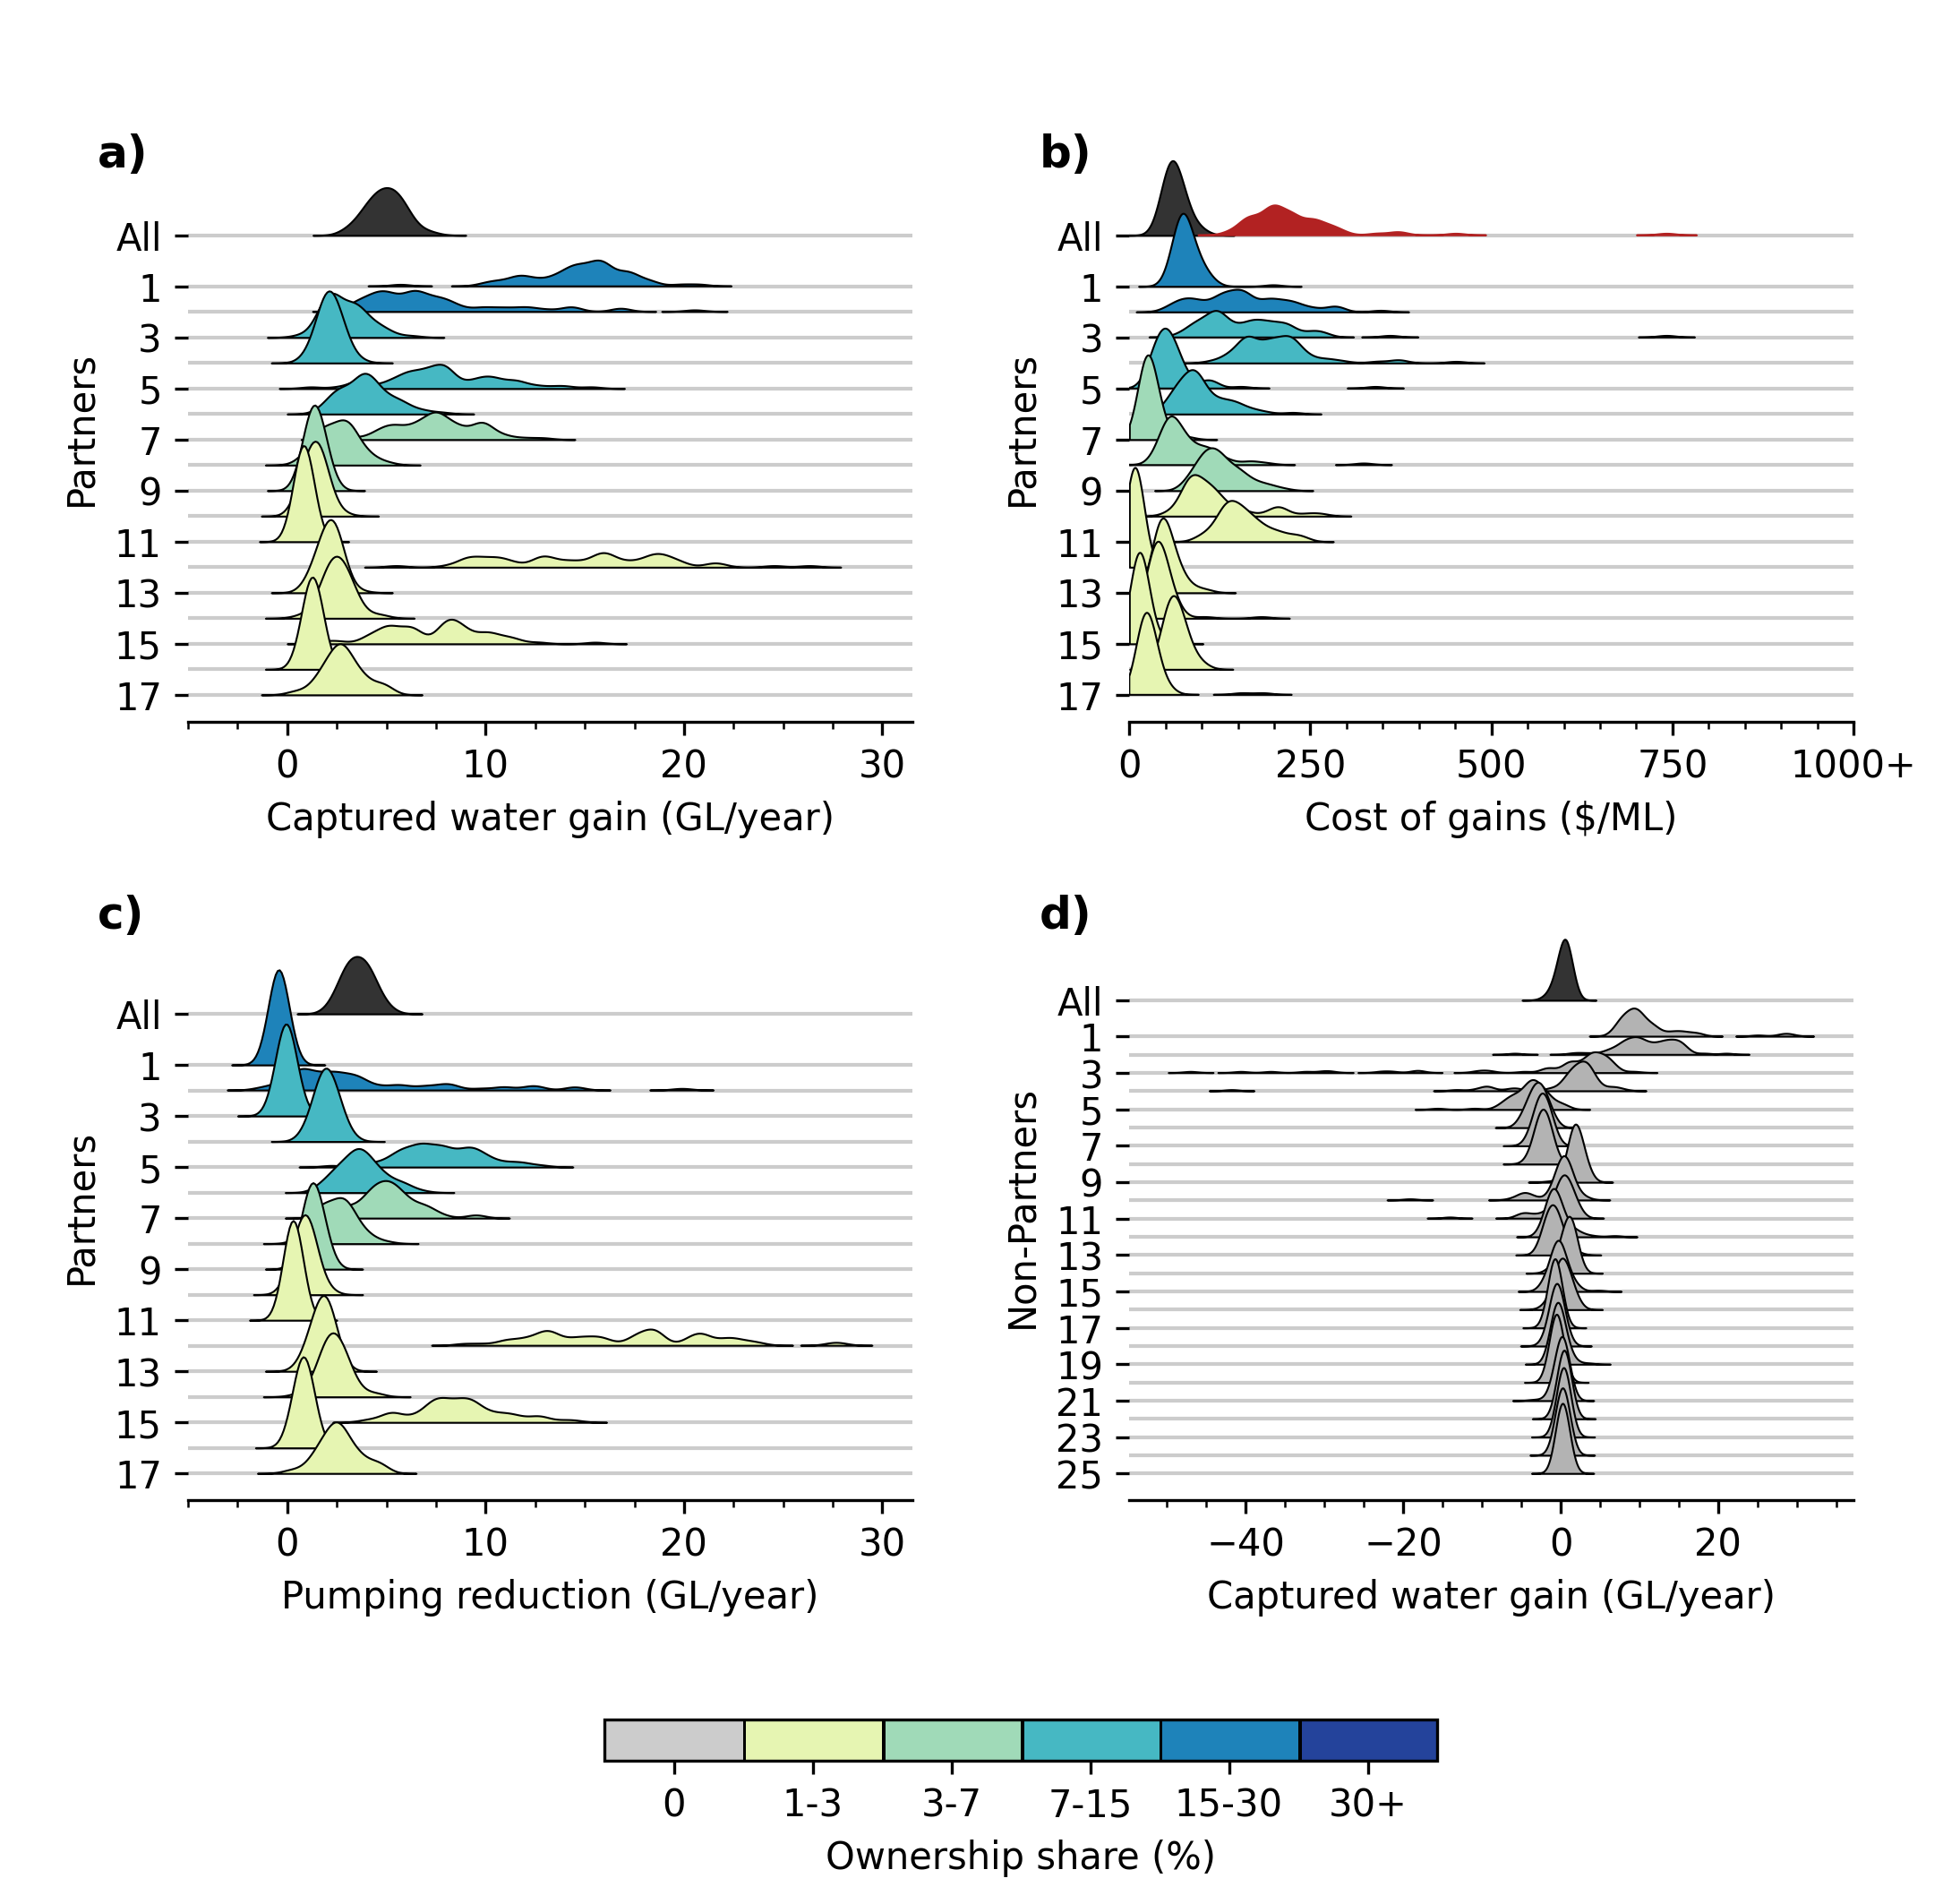 a)
All
1
3
5
7
9
11
13
15
17
Partners
0 10 20 30
Captured water gain (GL/year)
b)
All
1
3
5
7
9
11
13
15
17
Partners
0 250 500 750 1000+
Cost of gains ($/ML)
c)
All
1
3
5
7
9
11
13
15
17
Partners
0 10 20 30
Pumping reduction (GL/year)
d)
All
1
3
5
7
9
11
13
15
17
19
21
23
25
Non-Partners
−40 −20 0 20
Captured water gain (GL/year)
0 1-3 3-7 7-15 15-30 30+
Ownership share (%)